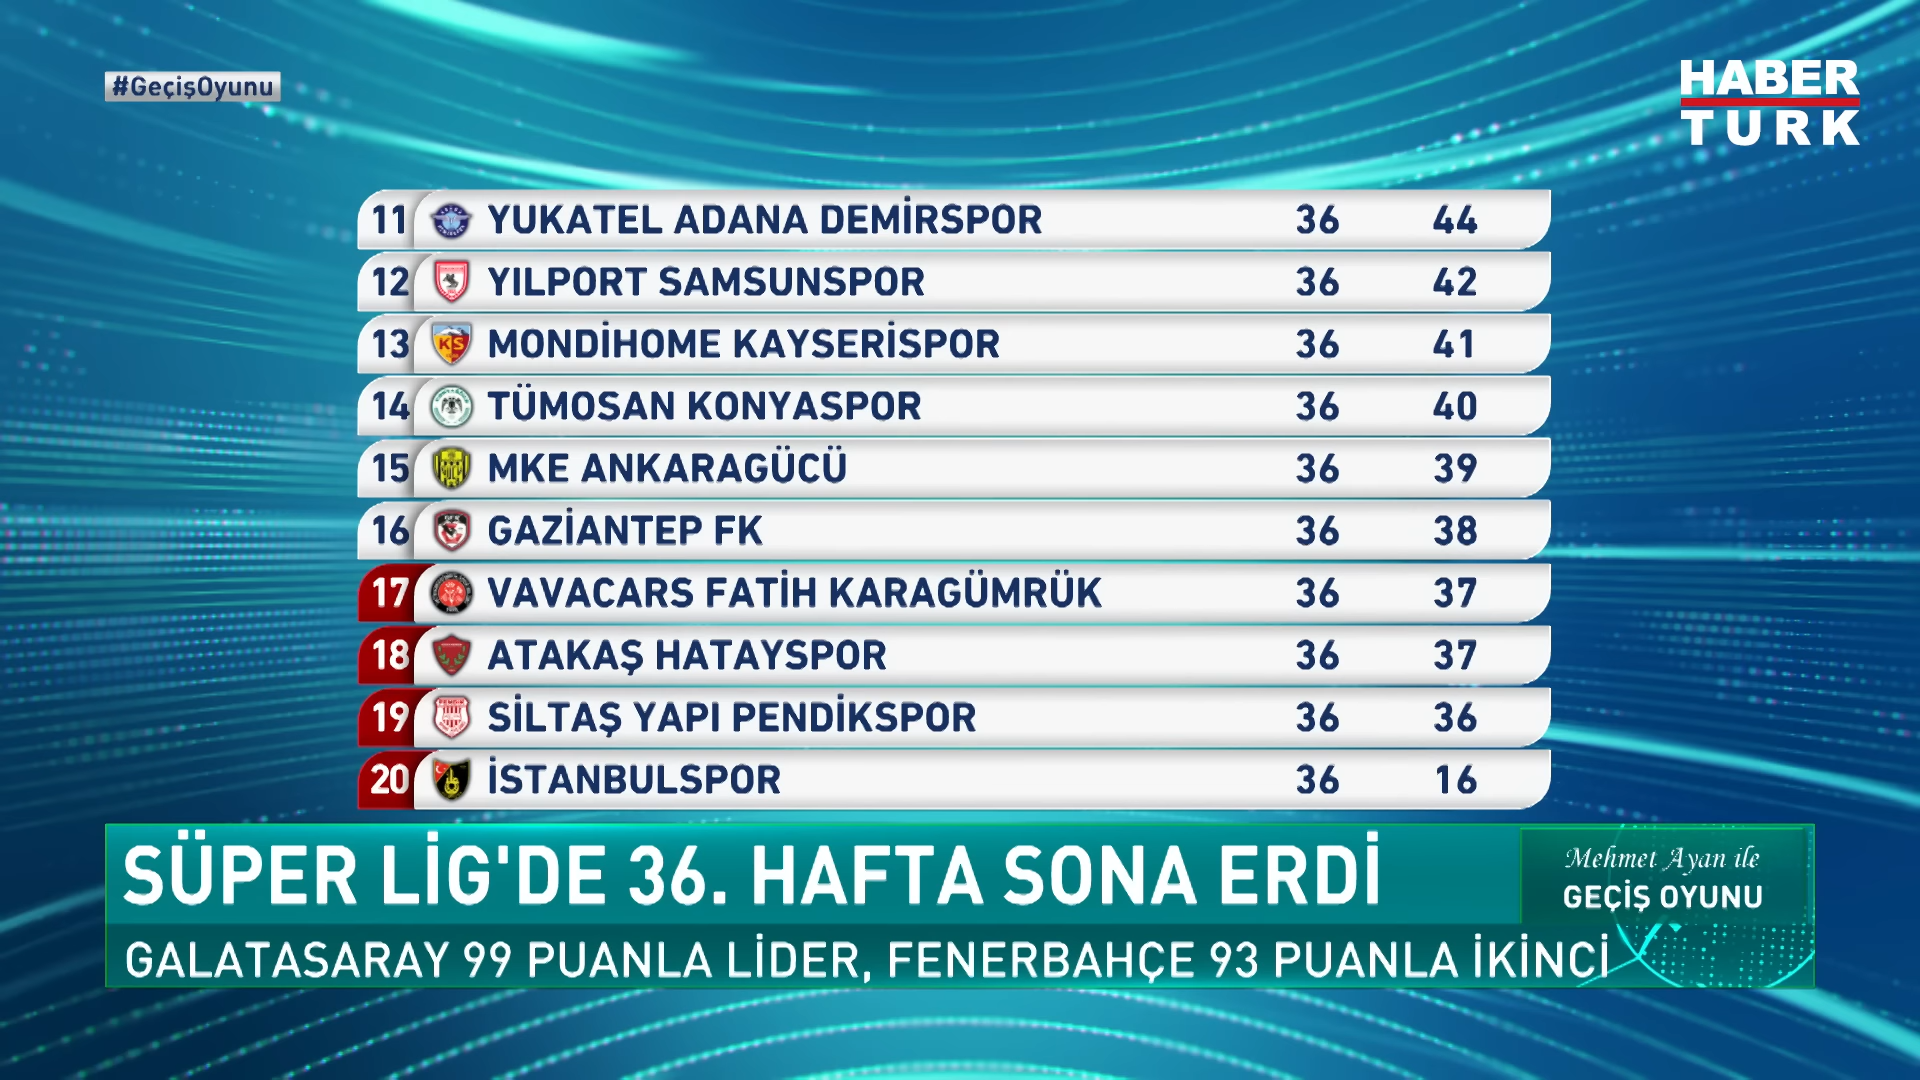 #GeçişOyunu
HABER
TURK
11 YUKATEL ADANA DEMİRSPOR 36 44
12 YILPORT SAMSUNSPOR 36 42
13 MONDİHOME KAYSERİSPOR 36 41
14 TÜMOSAN KONYASPOR 36 40
15 MKE ANKARAGÜCÜ 36 39
16 GAZİANTEP FK 36 38
17 VAVACARS FATİH KARAGÜMRÜK 36 37
18 ATAKAŞ HATAYSPOR 36 37
19 SİLTAŞ YAPI PENDİKSPOR 36 36
20 İSTANBULSPOR 36 16
SÜPER LİG'DE 36. HAFTA SONA ERDİ
Mehmet Ayan ile
GEÇİŞ OYUNU
GALATASARAY 99 PUANLA LİDER, FENERBAHÇE 93 PUANLA İKİNCİ